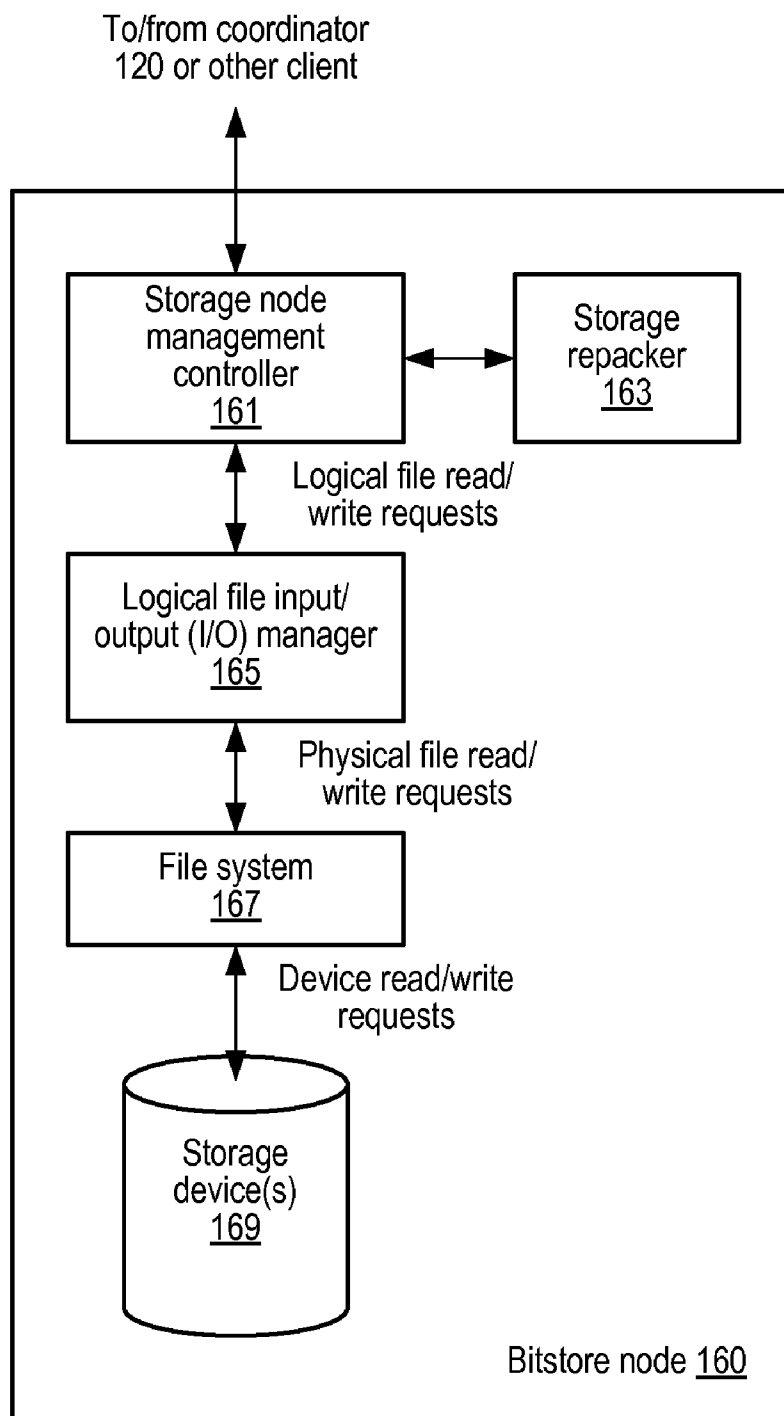 To/from coordinator
120 or other client
Storage node
management
controller
161
Storage
repacker
163
Logical file read/
write requests
Logical file input/
output (I/O) manager
165
Physical file read/
write requests
File system
167
Device read/write
requests
Storage
device(s)
169
Bitstore node 160